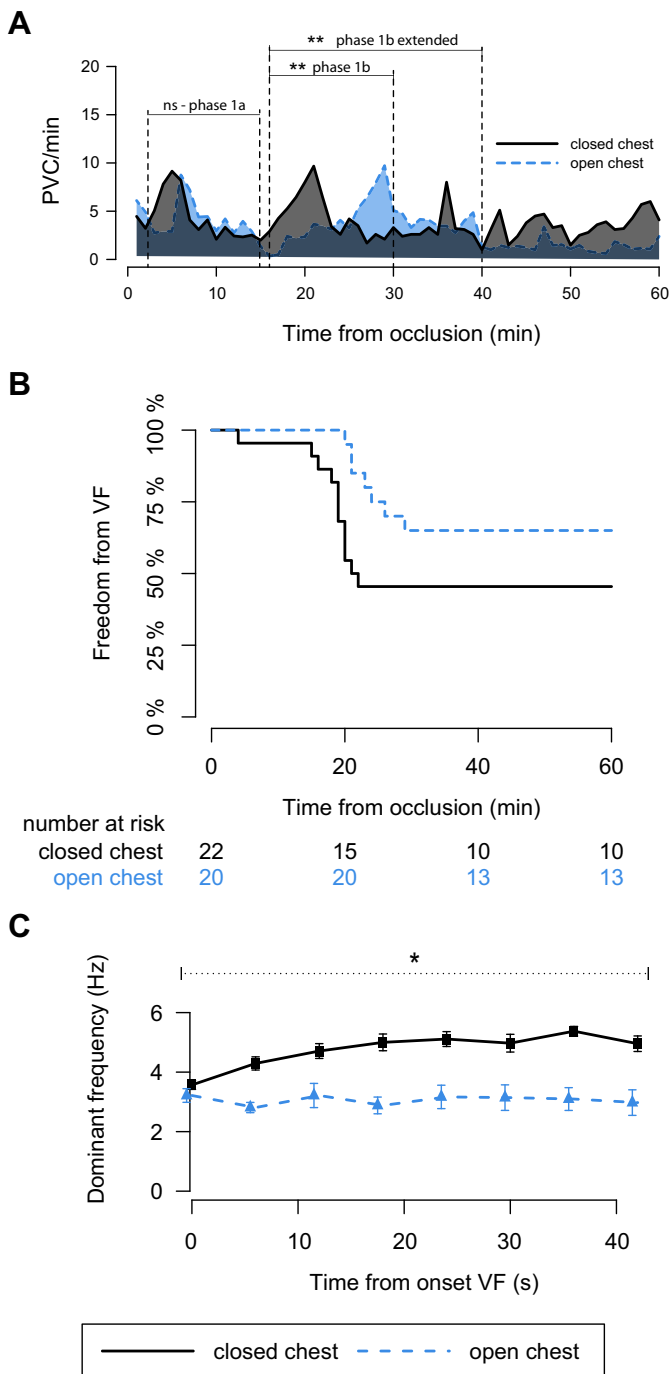 A
** phase 1b extended
** phase 1b
ns - phase 1a
20
15
10
5
0
PVC/min
closed chest
open chest
0 10 20 30 40 50 60
Time from occlusion (min)
B
100 %
75 %
50 %
25 %
0 %
Freedom from VF
0 20 40 60
Time from occlusion (min)
number at risk
closed chest 22 15 10 10
open chest 20 20 13 13
C
*
6
4
2
0
Dominant frequency (Hz)
0 10 20 30 40
Time from onset VF (s)
closed chest open chest